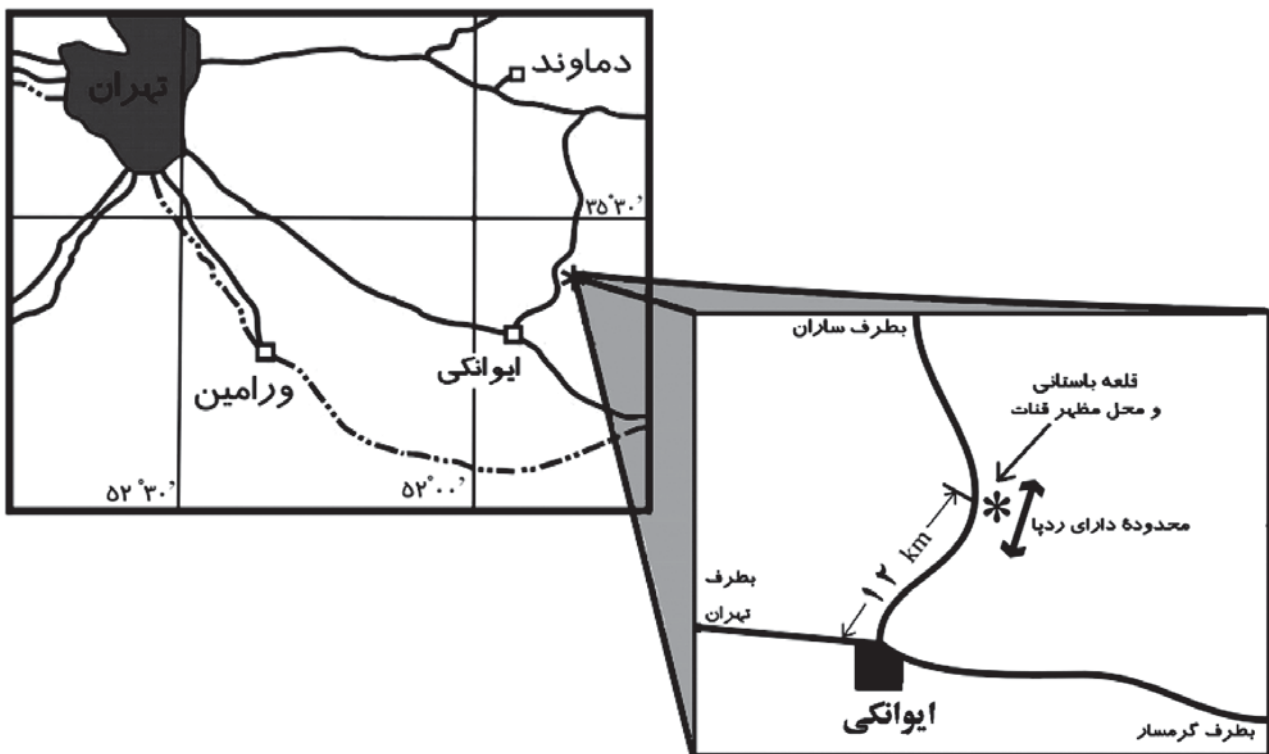 دماوند
تهران
۳۵°۳۰'
ایوانکی
ورامین
۵۲°۳۰'
۵۲°۰۰'
بطرف ساران
قلعه باستانی
و محل مظهر قنات
محدودۀ دارای ردپا
۱۲ km
بطرف
تهران
ایوانکی
بطرف گرمسار